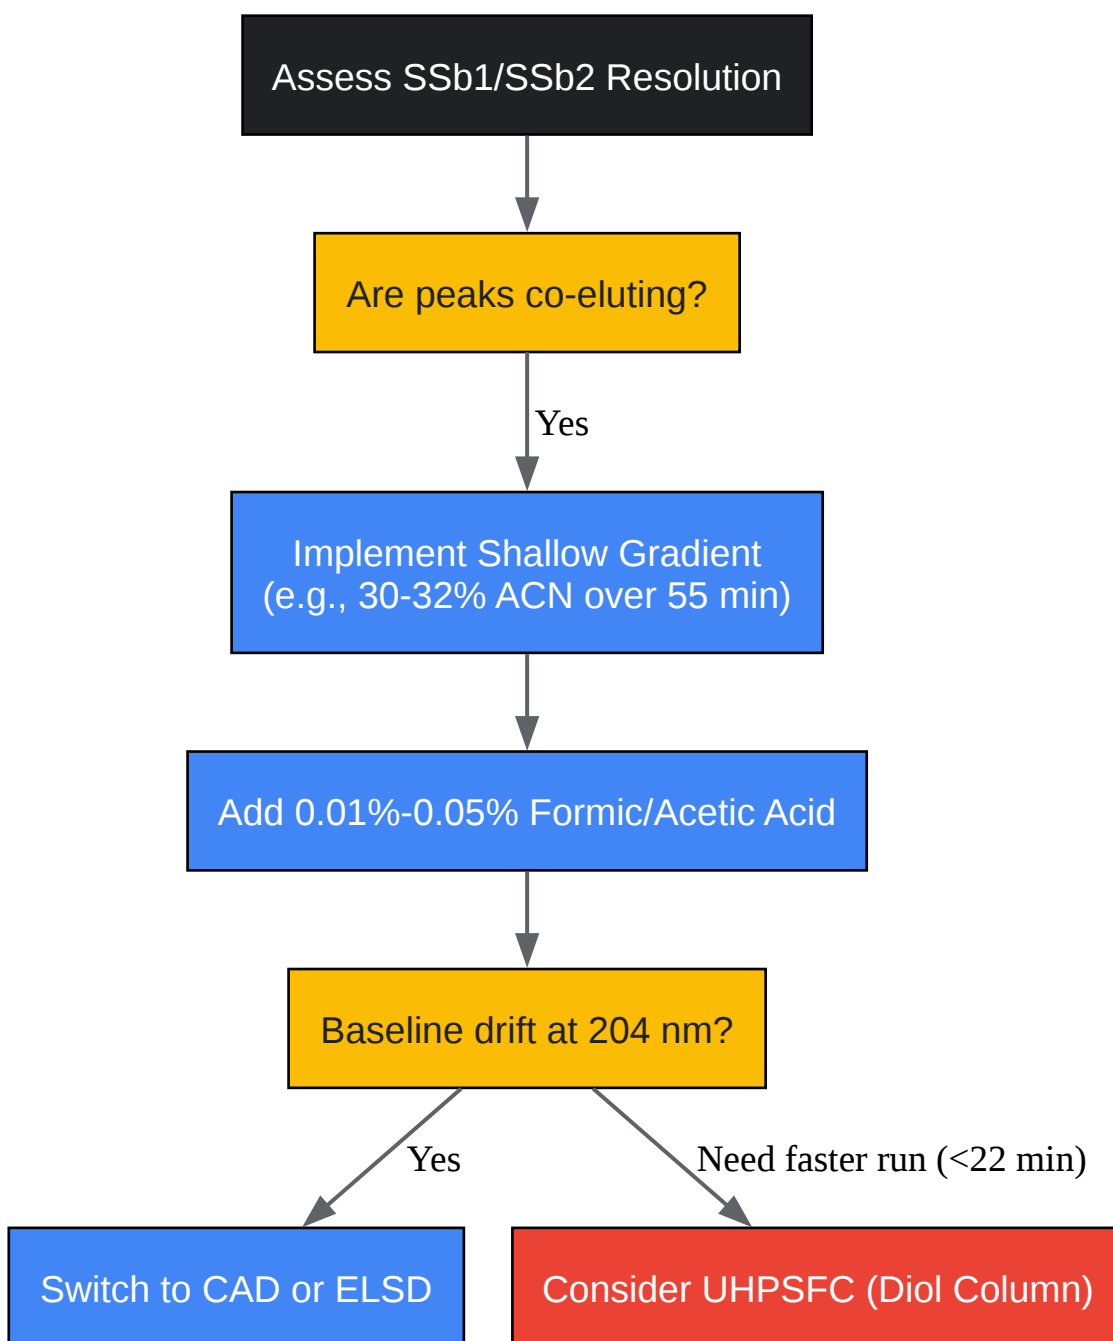 Assess SSb1/SSb2 Resolution
Are peaks co-eluting?
Yes
Implement Shallow Gradient
(e.g., 30-32% ACN over 55 min)
Add 0.01%-0.05% Formic/Acetic Acid
Baseline drift at 204 nm?
Yes
Need faster run (<22 min)
Switch to CAD or ELSD
Consider UHPSFC (Diol Column)